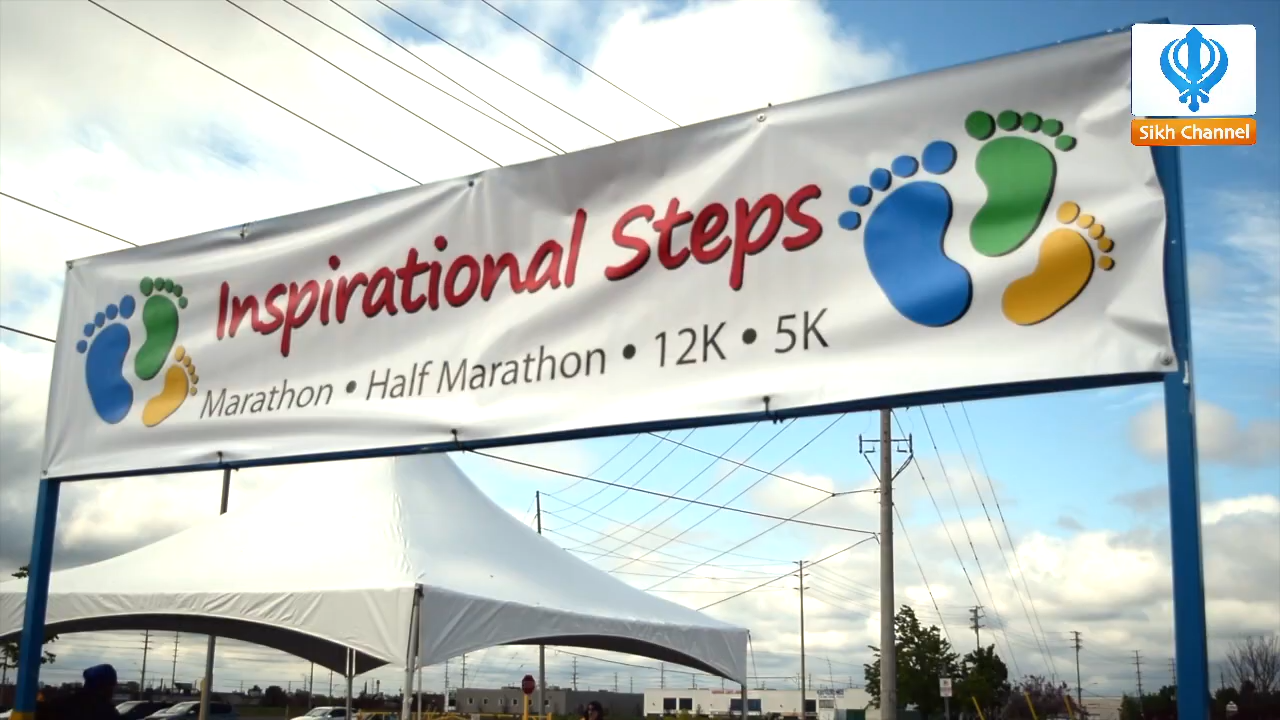 Sikh Channel
Inspirational Steps
Marathon • Half Marathon • 12K • 5K